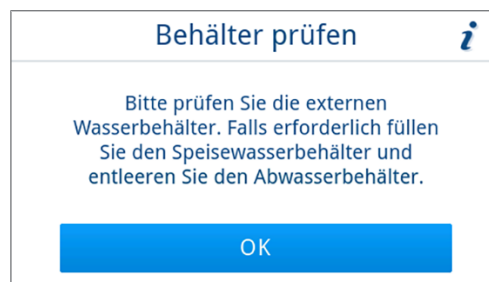 Behälter prüfen i
Bitte prüfen Sie die externen
Wasserbehälter. Falls erforderlich füllen
Sie den Speisewasserbehälter und
entleeren Sie den Abwasserbehälter.
OK